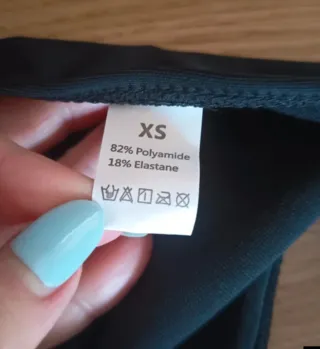 XS
82% Polyamide
18% Elastane